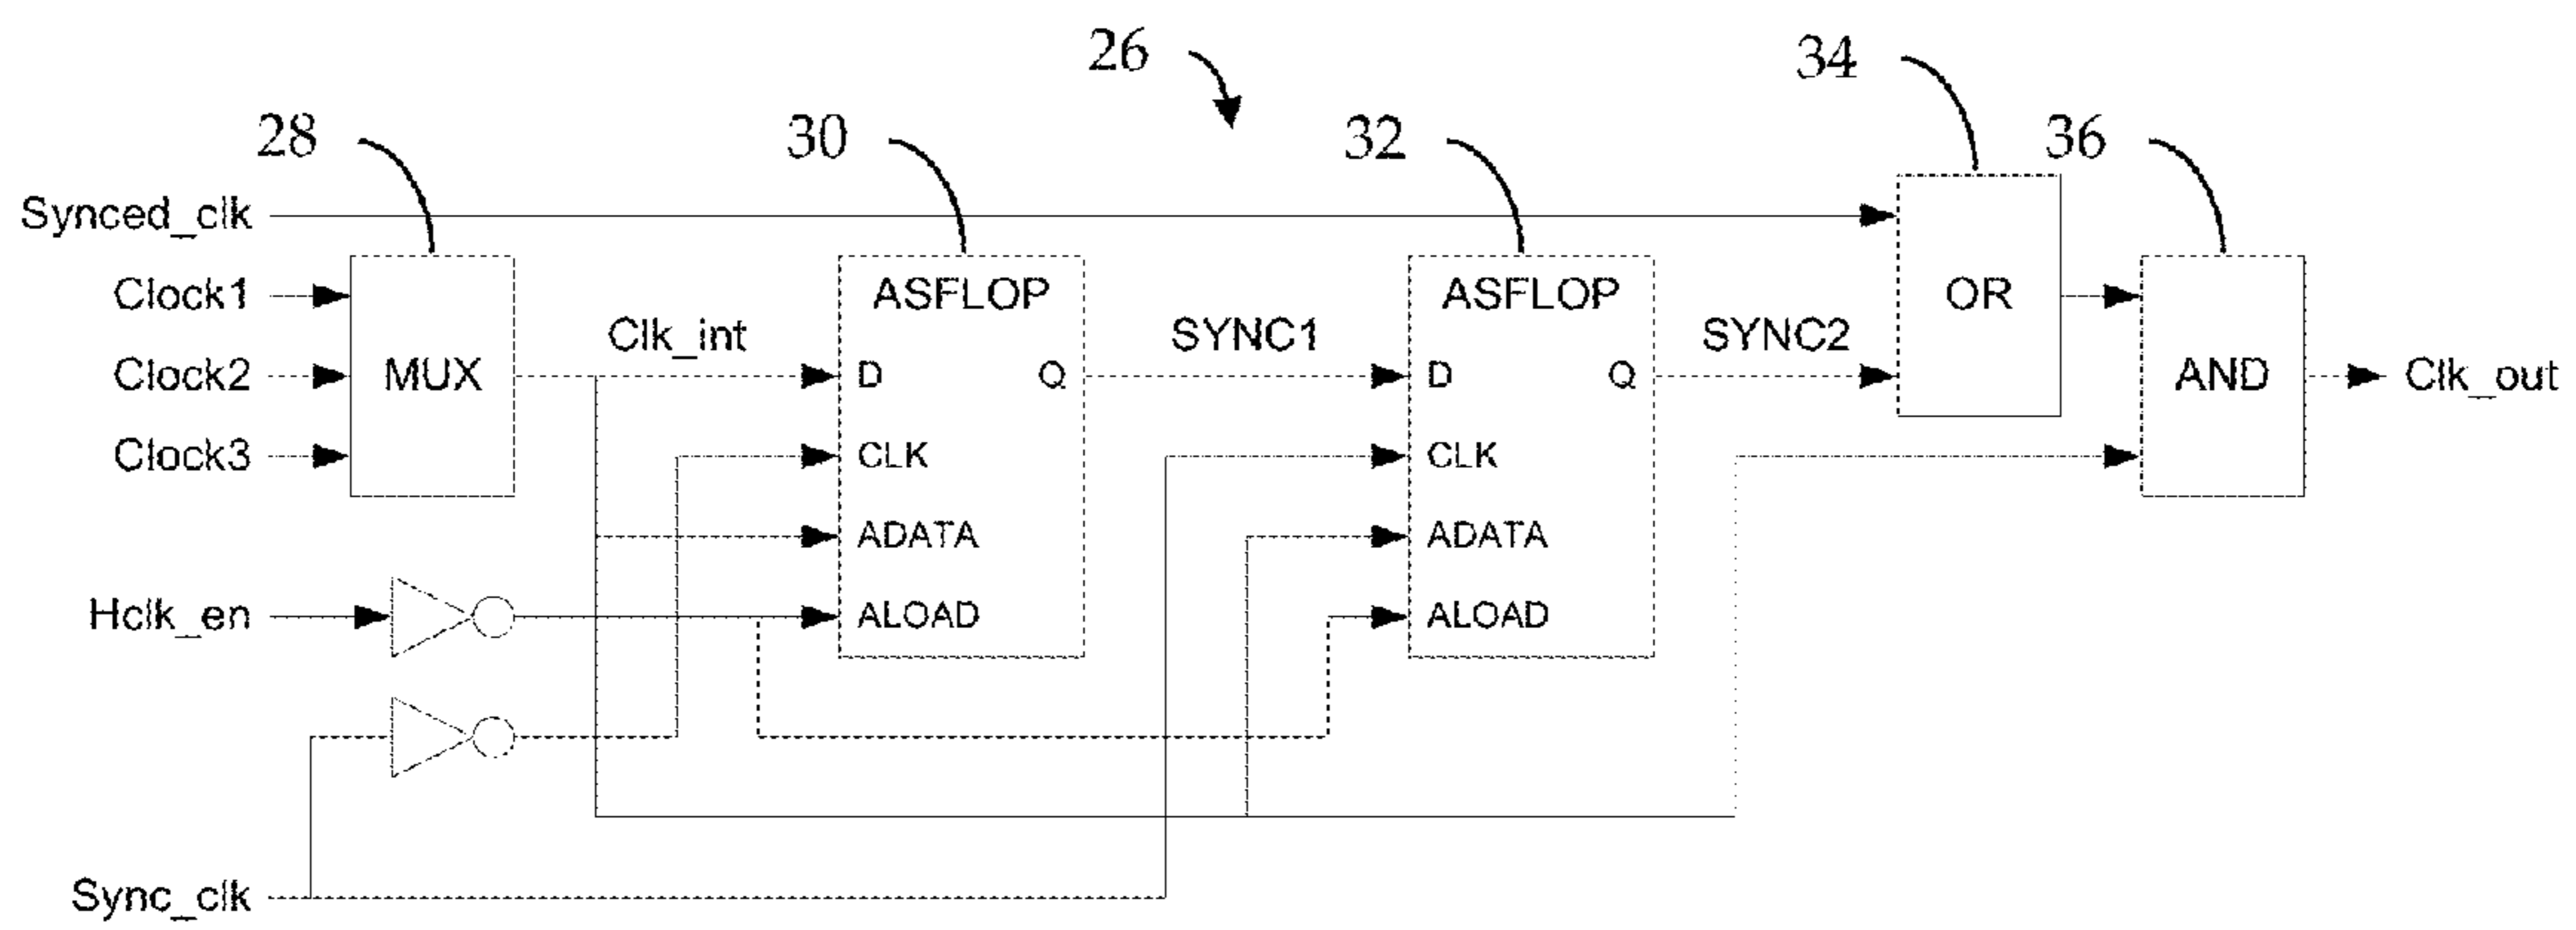 26
34
28
30
32
36
Synced_clk
Clock1
ASFLOP
ASFLOP
OR
Clk_int
SYNC1
SYNC2
Clock2
MUX
D
Q
D
Q
AND
Clk_out
Clock3
CLK
CLK
ADATA
ADATA
Hclk_en
ALOAD
ALOAD
Sync_clk